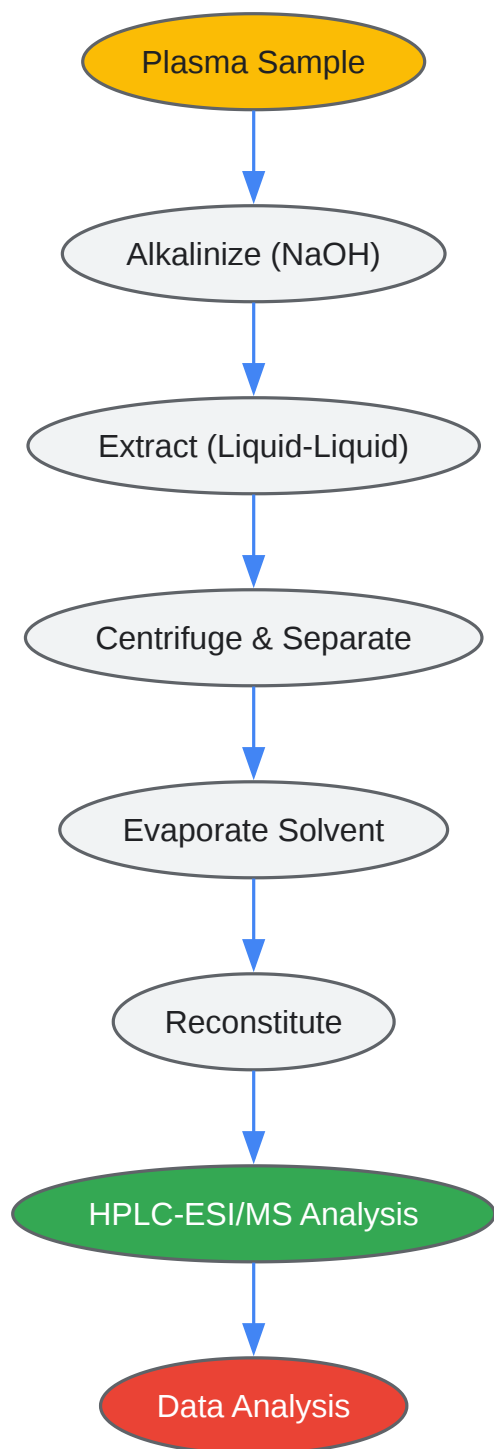 Plasma Sample
Alkalinize (NaOH)
Extract (Liquid-Liquid)
Centrifuge & Separate
Evaporate Solvent
Reconstitute
HPLC-ESI/MS Analysis
Data Analysis